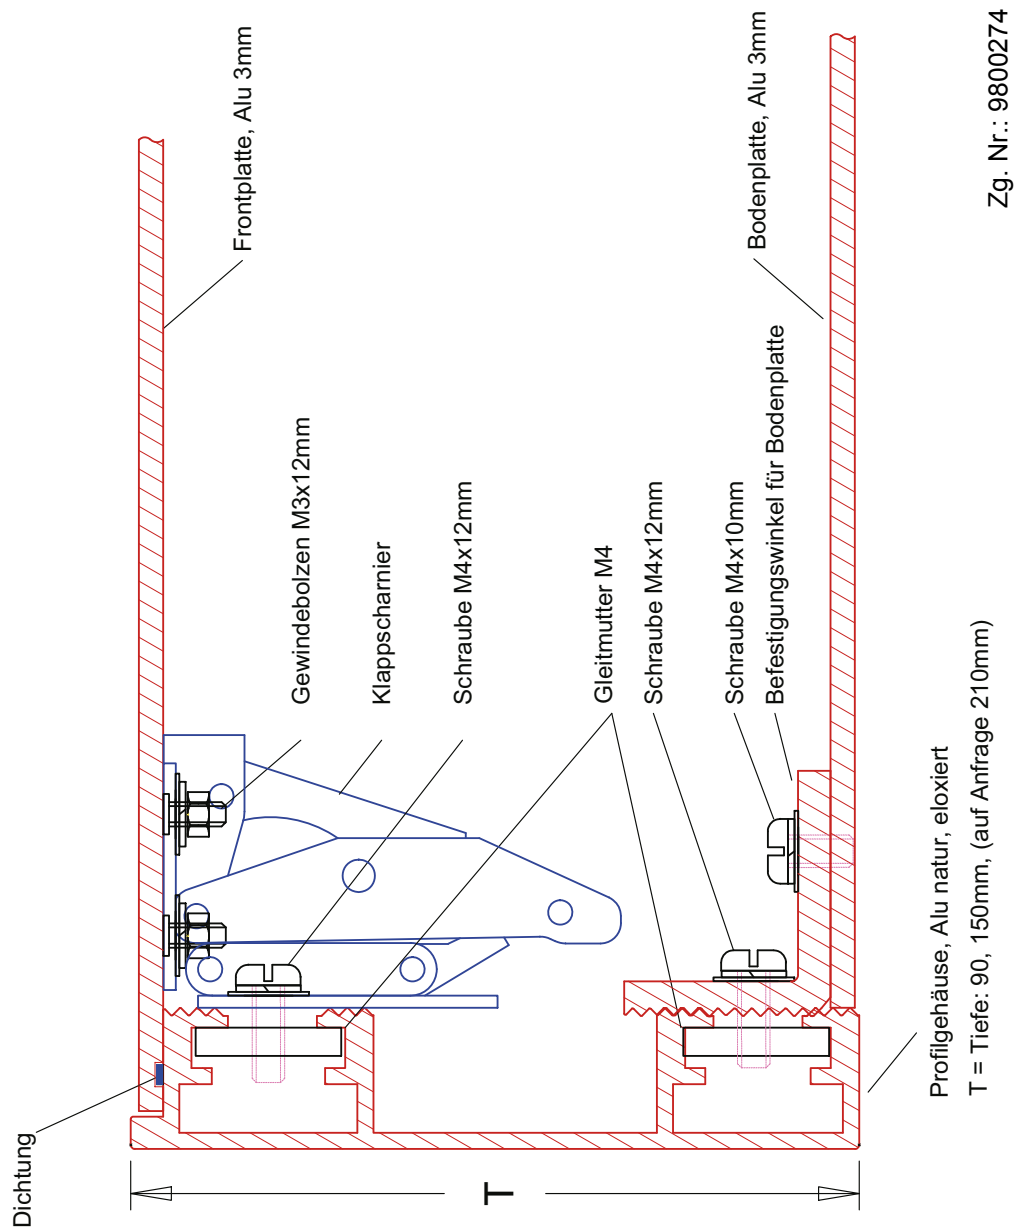 Dichtung
Frontplatte, Alu 3mm
Gewindebolzen M3x12mm
Klappscharnier
Schraube M4x12mm
Gleitmutter M4
Schraube M4x12mm
Schraube M4x10mm
Befestigungswinkel für Bodenplatte
Bodenplatte, Alu 3mm
T
Profilgehäuse, Alu natur, eloxiert
T = Tiefe: 90, 150mm, (auf Anfrage 210mm)
Zg. Nr.: 9800274